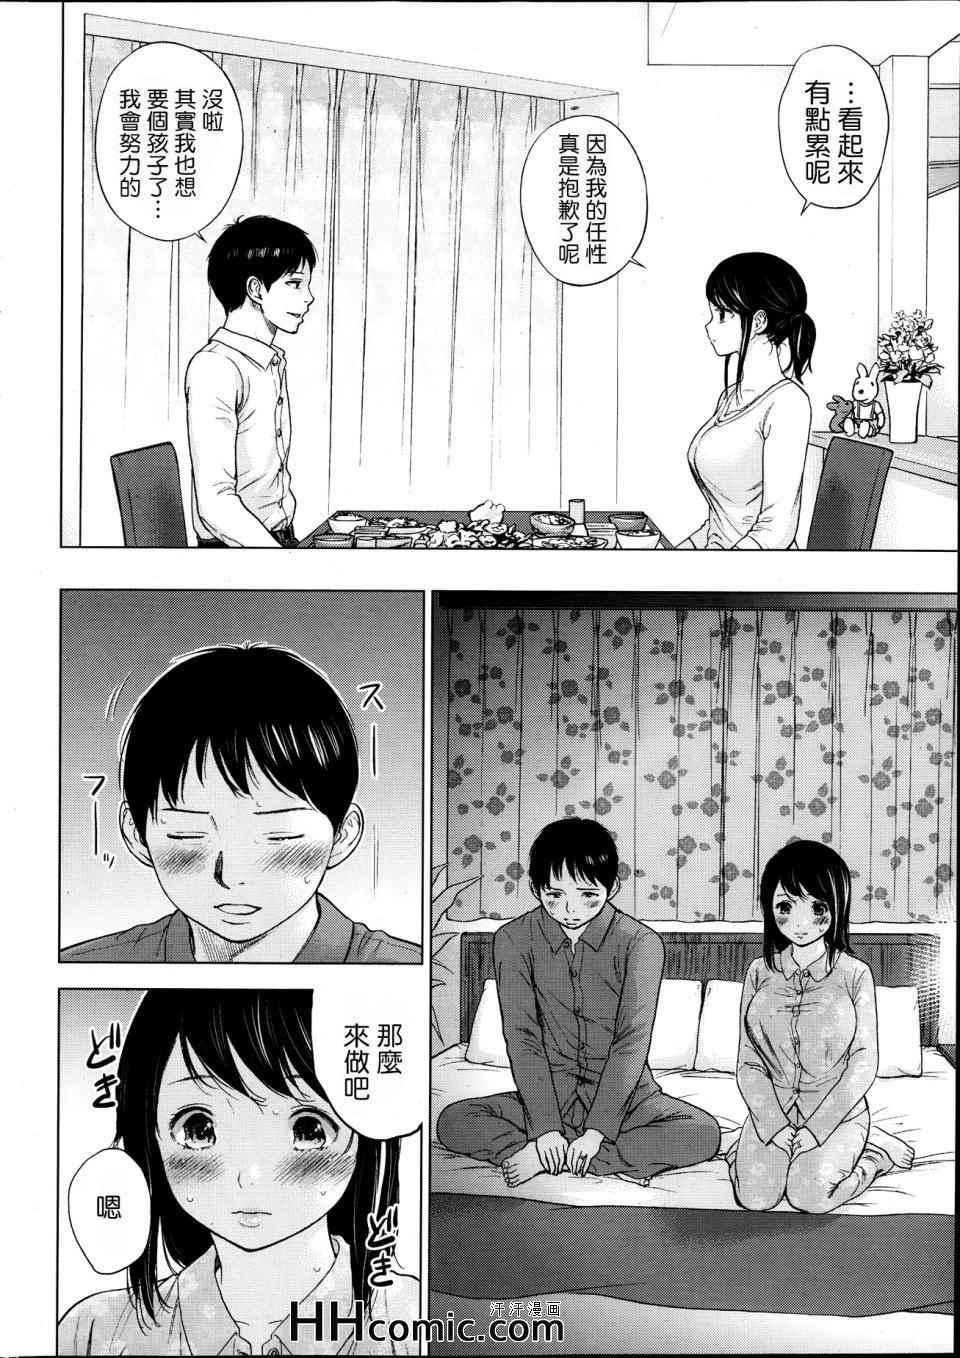 …看起來
有點累呢
因為我的任性
真是抱歉了呢
沒啦
其實我也想
要個孩子了…
我會努力的
スー
フーッ
那麼
來做吧
どき
嗯
どき
汗汗漫画
HHcomic.com